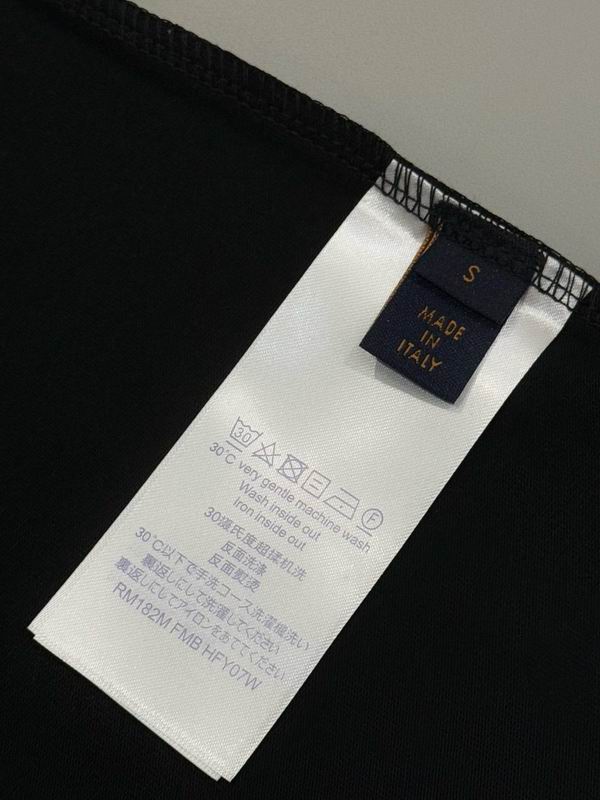 S
MADE
IN
ITALY
30
F
30°C very gentle machine wash
Wash inside out
Iron inside out
30摄氏度超揉机洗
反面洗涤
反面熨烫
30°C以下で手洗コース洗濯機洗い
裏返しにして洗濯してください
裏返しにしてアイロンをあててください
RM182M FMB HFY07W